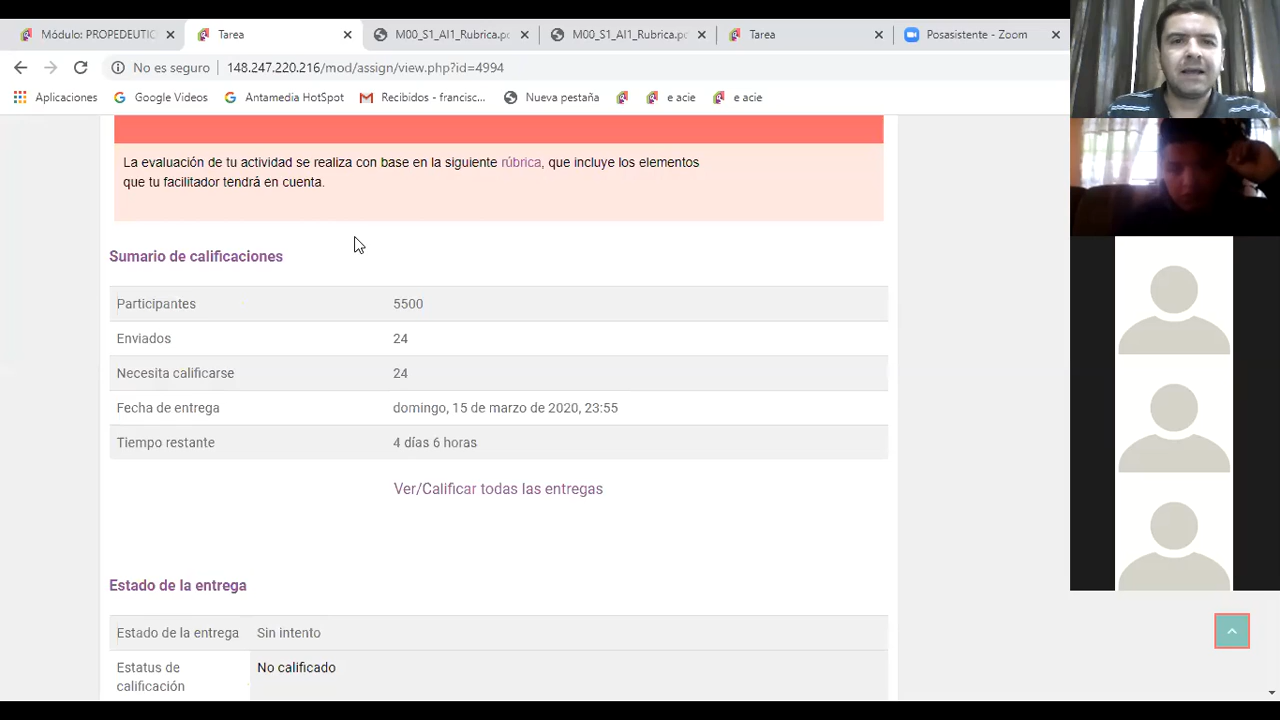 Módulo: PROPEDEUTIC
Tarea
M00_S1_AI1_Rubrica.pd
M00_S1_AI1_Rubrica.pd
Tarea
Posasistente - Zoom
No es seguro
148.247.220.216/mod/assign/view.php?id=4994
Aplicaciones
Google Videos
Antamedia HotSpot
Recibidos - francisc...
Nueva pestaña
e acie
e acie
La evaluación de tu actividad se realiza con base en la siguiente rúbrica, que incluye los elementos
que tu facilitador tendrá en cuenta.
Sumario de calificaciones
Participantes 5500
Enviados 24
Necesita calificarse 24
Fecha de entrega domingo, 15 de marzo de 2020, 23:55
Tiempo restante 4 días 6 horas
Ver/Calificar todas las entregas
Estado de la entrega
Estado de la entrega Sin intento
Estatus de No calificado
calificación